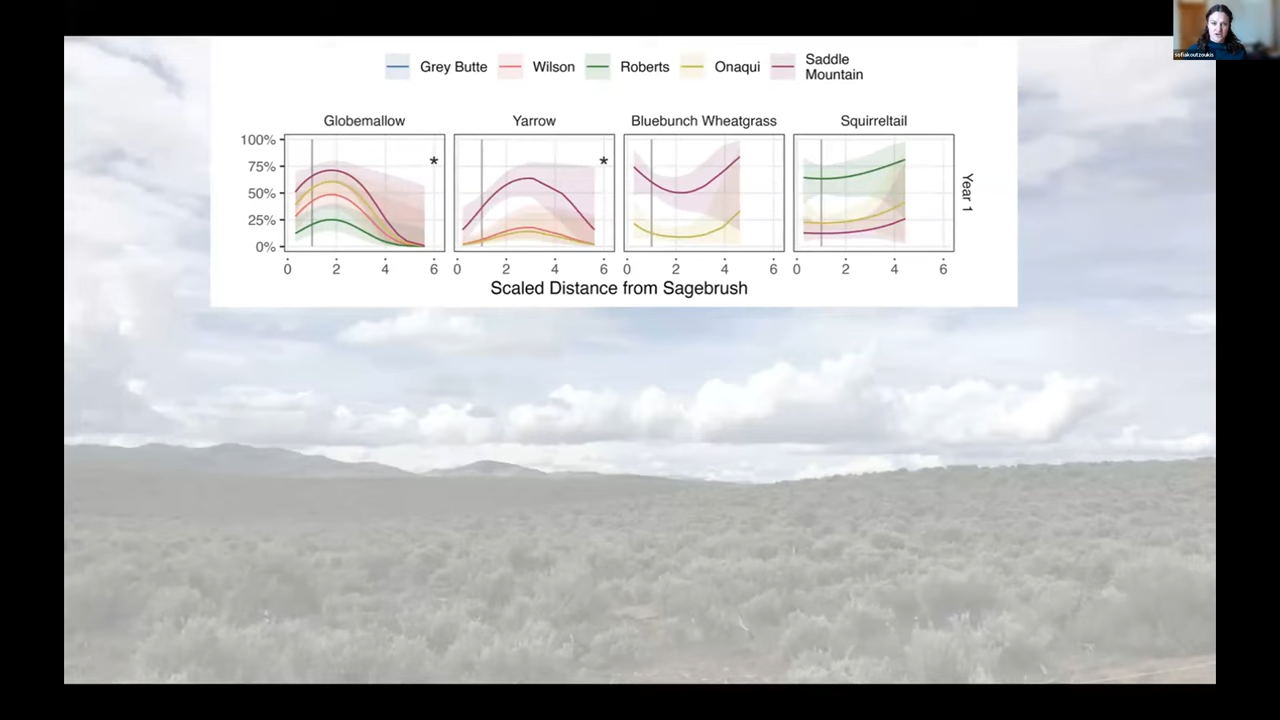 sofiakoutzoukis
Grey Butte Wilson Roberts Onaqui Saddle
Mountain
Globemallow Yarrow Bluebunch Wheatgrass Squirreltail
100%
75%
50%
25%
0%
* *
Year 1
0 2 4 6 0 2 4 6 0 2 4 6 0 2 4 6
Scaled Distance from Sagebrush